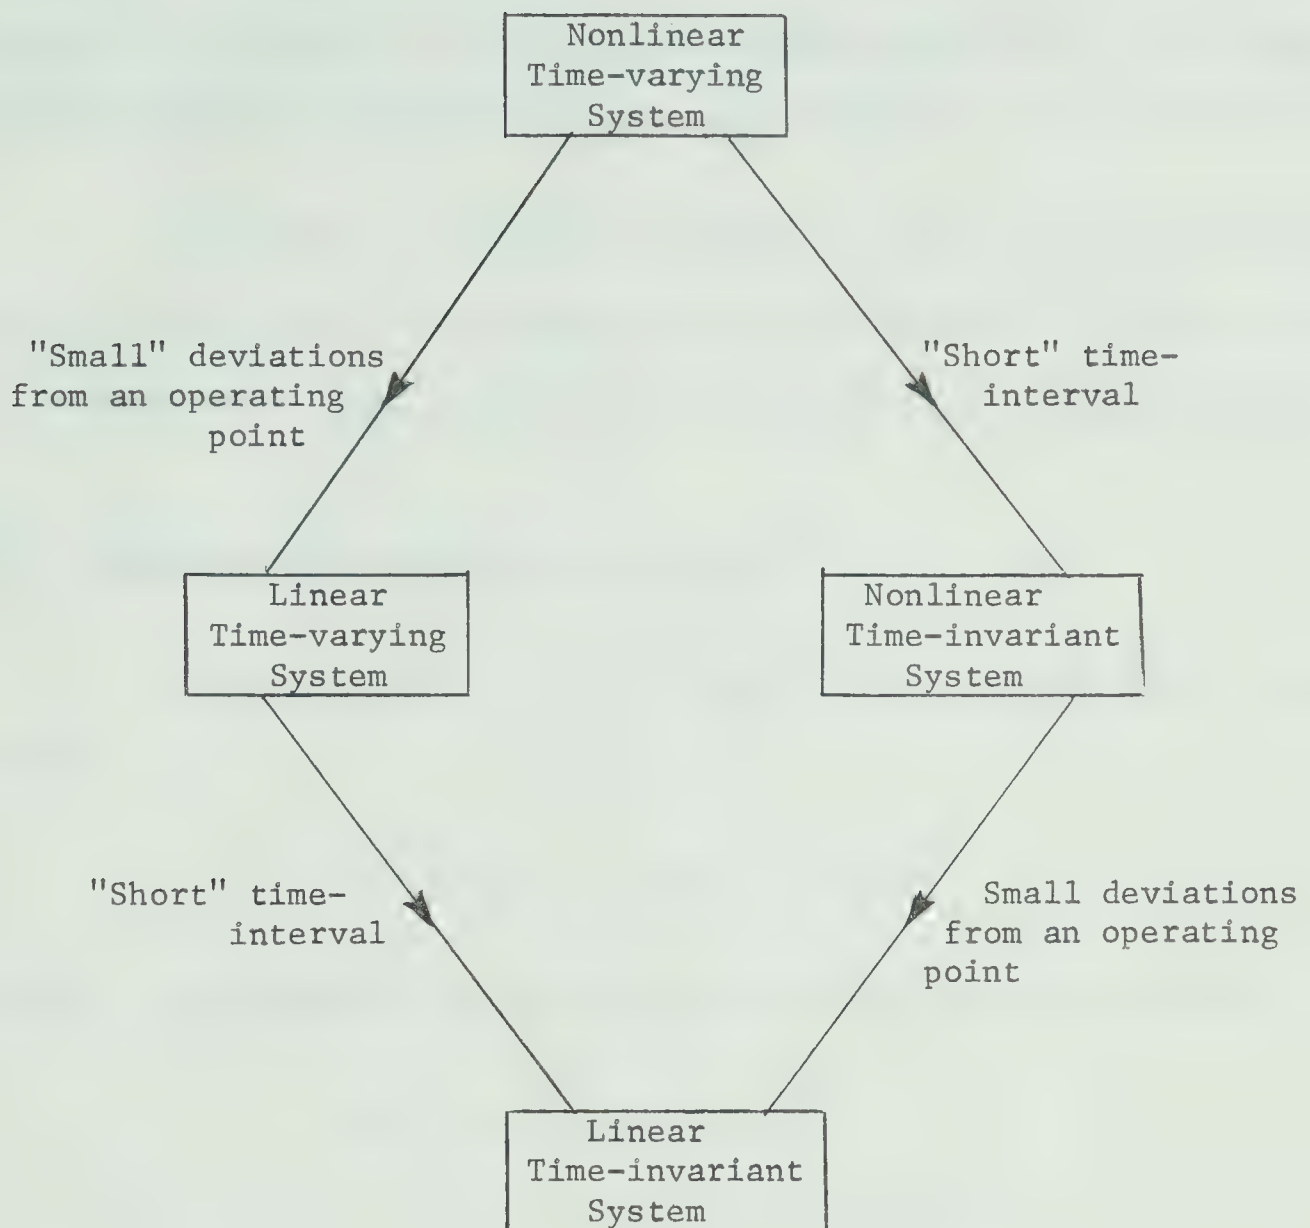 Nonlinear
Time-varying
System
"Small" deviations
from an operating
point
"Short" time-
interval
Linear
Time-varying
System
Nonlinear
Time-invariant
System
"Short" time-
interval
Small deviations
from an operating
point
Linear
Time-invariant
System